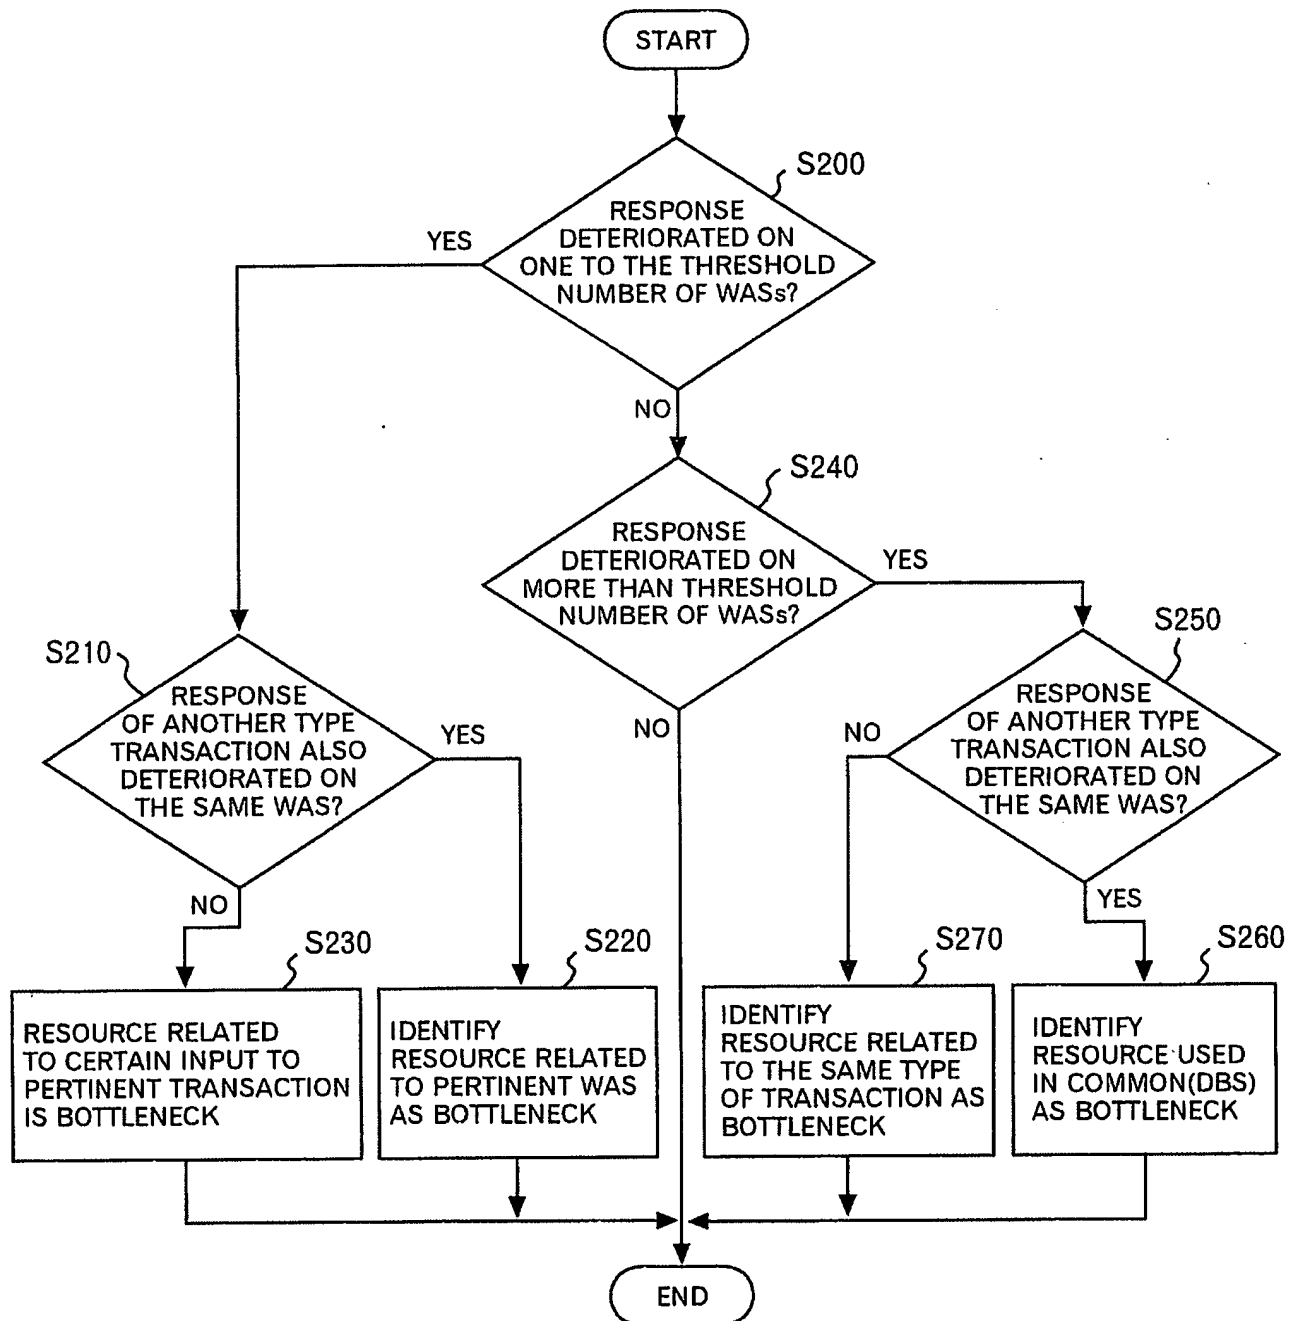 START
S200
RESPONSE
DETERIORATED ON
ONE TO THE THRESHOLD
NUMBER OF WASs?
YES
NO
S240
RESPONSE
DETERIORATED ON
MORE THAN THRESHOLD
NUMBER OF WASs?
YES
NO
S210
RESPONSE
OF ANOTHER TYPE
TRANSACTION ALSO
DETERIORATED ON
THE SAME WAS?
YES
NO
S250
RESPONSE
OF ANOTHER TYPE
TRANSACTION ALSO
DETERIORATED ON
THE SAME WAS?
NO
YES
S230
RESOURCE RELATED
TO CERTAIN INPUT TO
PERTINENT TRANSACTION
IS BOTTLENECK
S220
IDENTIFY
RESOURCE RELATED
TO PERTINENT WAS
AS BOTTLENECK
S270
IDENTIFY
RESOURCE RELATED
TO THE SAME TYPE
OF TRANSACTION AS
BOTTLENECK
S260
IDENTIFY
RESOURCE USED
IN COMMON(DBS)
AS BOTTLENECK
END